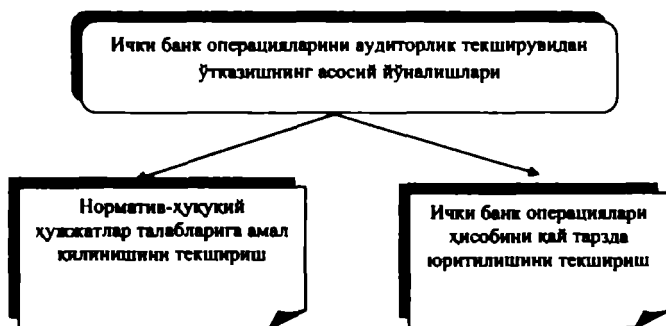 Ички банк операцияларини аудиторлик текширувидан
ўтказишнинг асосий йўналишлари
Норматив-ҳуқуқий
ҳужжатлар талабларига амал
қилинишини текшириш
Ички банк операциялари
ҳисобини қай тарзда
юритилишини текшириш